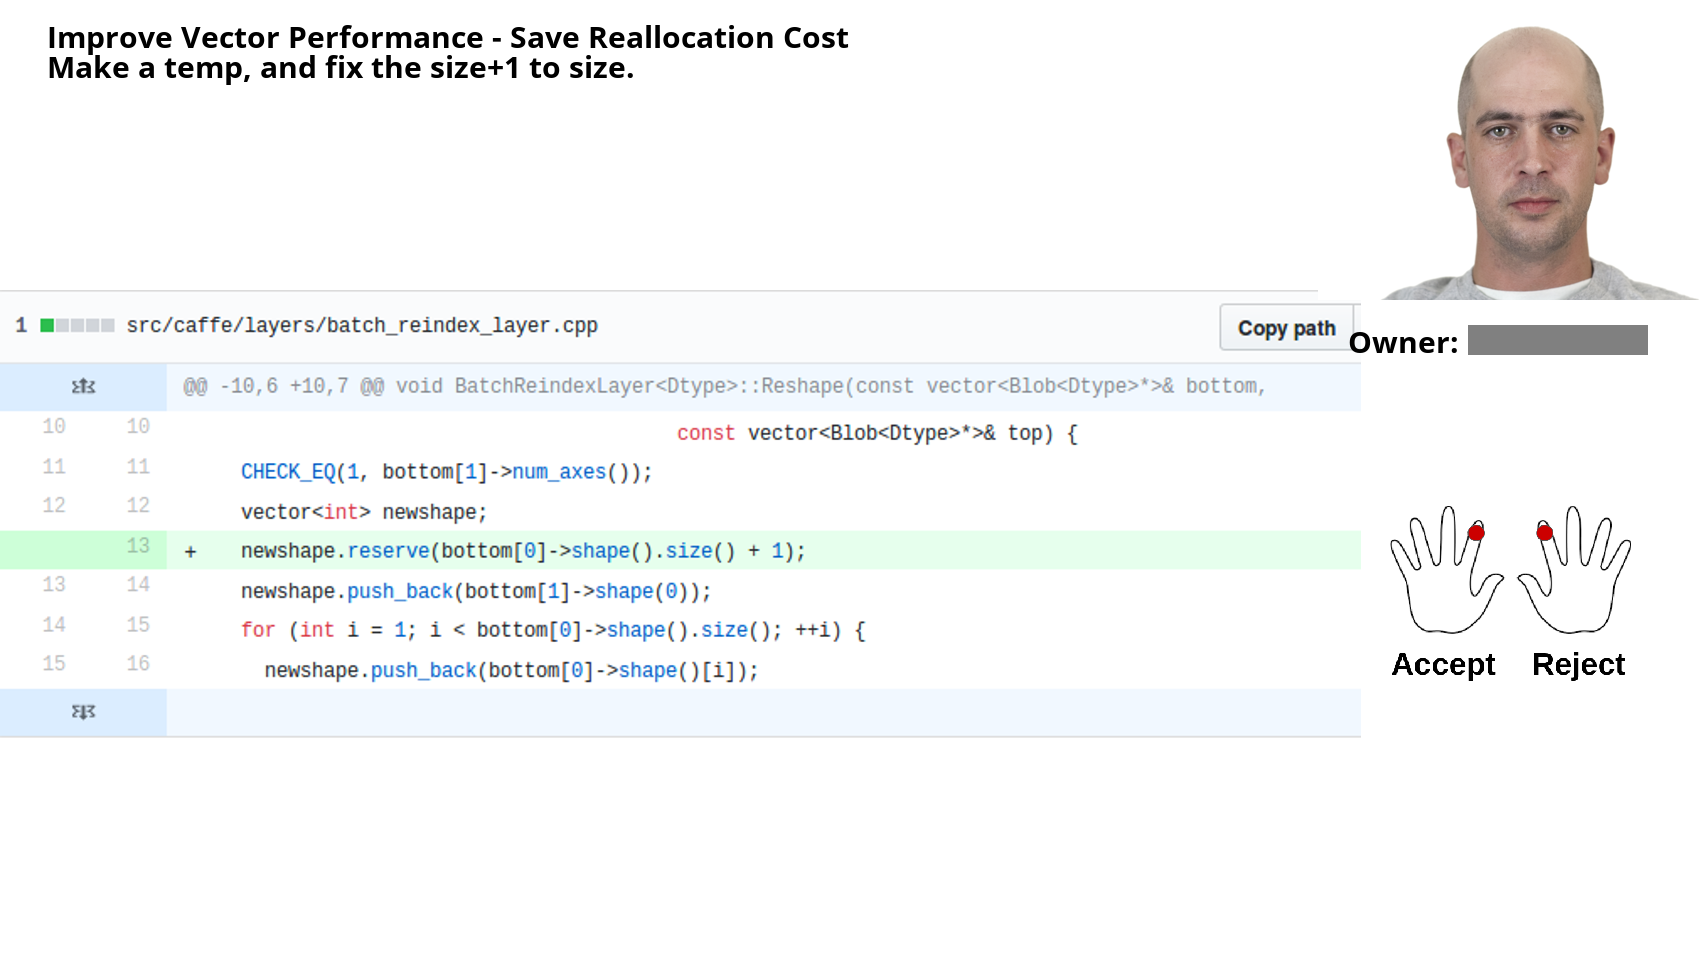 Improve Vector Performance - Save Reallocation Cost
Make a temp, and fix the size+1 to size.
1 src/caffe/layers/batch_reindex_layer.cpp Copy path
Owner:
@@ -10,6 +10,7 @@ void BatchReindexLayer<Dtype>::Reshape(const vector<Blob<Dtype>*>& bottom,
10 10 const vector<Blob<Dtype>*>& top) {
11 11 CHECK_EQ(1, bottom[1]->num_axes());
12 12 vector<int> newshape;
13 + newshape.reserve(bottom[0]->shape().size() + 1);
13 14 newshape.push_back(bottom[1]->shape(0));
14 15 for (int i = 1; i < bottom[0]->shape().size(); ++i) {
15 16 newshape.push_back(bottom[0]->shape()[i]);
Accept Reject